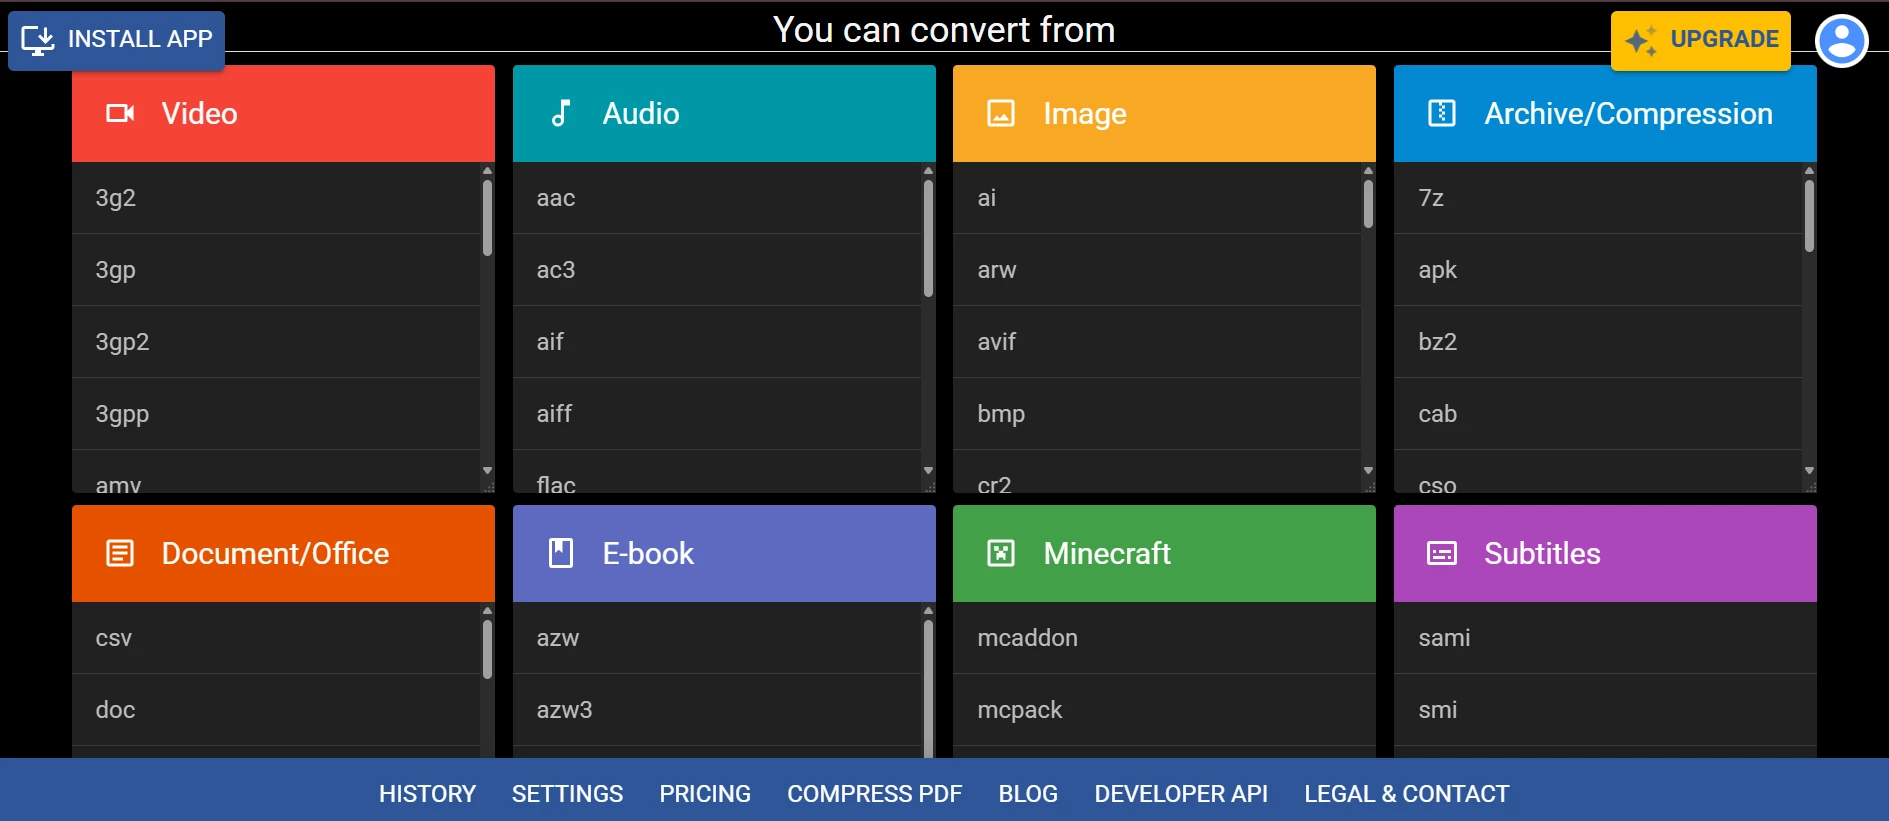 INSTALL APP
You can convert from
UPGRADE
Video
3g2
3gp
3gp2
3gpp
amv
Audio
aac
ac3
aif
aiff
flac
Image
ai
arw
avif
bmp
cr2
Archive/Compression
7z
apk
bz2
cab
cso
Document/Office
csv
doc
E-book
azw
azw3
Minecraft
mcaddon
mcpack
Subtitles
sami
smi
HISTORY SETTINGS PRICING COMPRESS PDF BLOG DEVELOPER API LEGAL & CONTACT